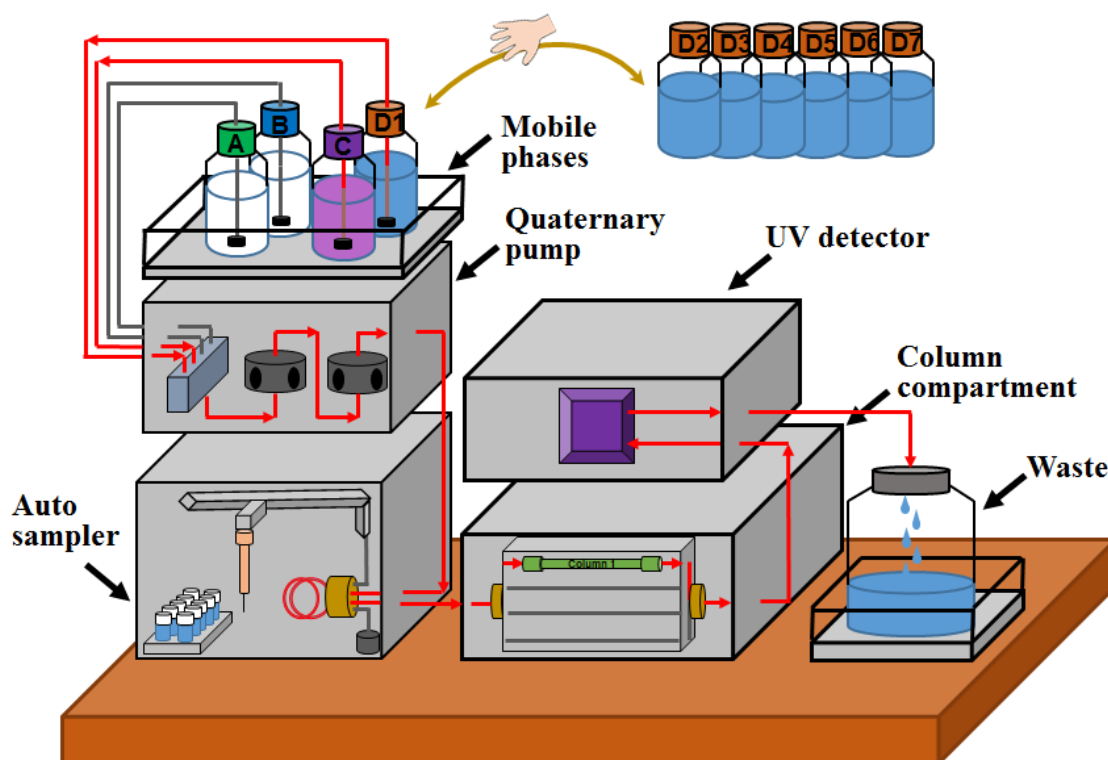 D2 D3 D4 D5 D6 D7
A
B
C
D1
Mobile
phases
Quaternary
pump
UV detector
Column
compartment
Auto
sampler
Column 1
Waste